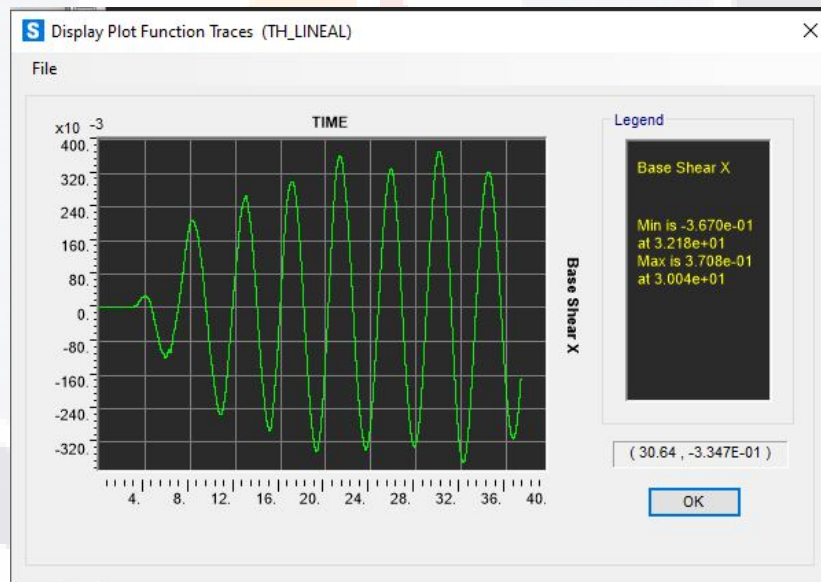 S Display Plot Function Traces (TH_LINEAL)
File
x10 -3
TIME
400.
320.
240.
160.
80.
0.
-80.
-160.
-240.
-320.
4. 8. 12. 16. 20. 24. 28. 32. 36. 40.
Base Shear X
Legend
Base Shear X
Min is -3.670e-01
at 3.218e+01
Max is 3.708e-01
at 3.004e+01
( 30.64 , -3.347E-01 )
OK